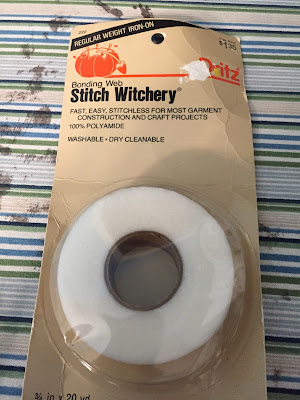 REGULAR WEIGHT IRON-ON
Dritz
Bonding Web
Stitch Witchery®
FAST, EASY, STITCHLESS FOR MOST GARMENT
CONSTRUCTION AND CRAFT PROJECTS
100% POLYAMIDE
WASHABLE • DRY CLEANABLE
¾ in x 20 yd